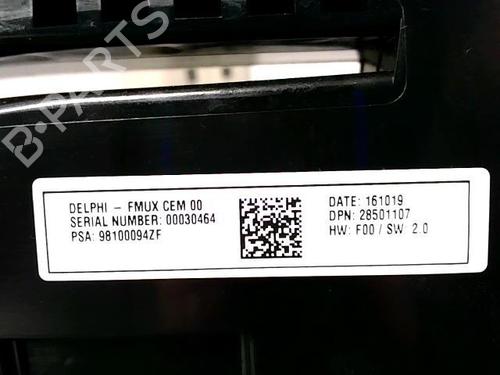 B-PARTS
DELPHI - FMUX CEM 00
SERIAL NUMBER: 00030464
PSA: 98100094ZF
DATE: 161019
DPN: 28501107
HW: F00 / SW: 2.0